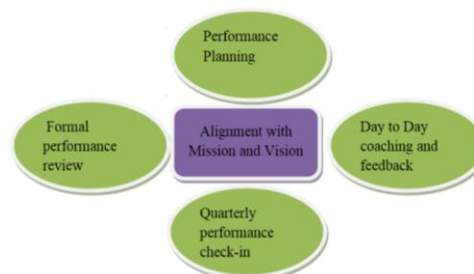 Performance
Planning
Formal
performance
review
Alignment with
Mission and Vision
Day to Day
coaching and
feedback
Quarterly
performance
check-in